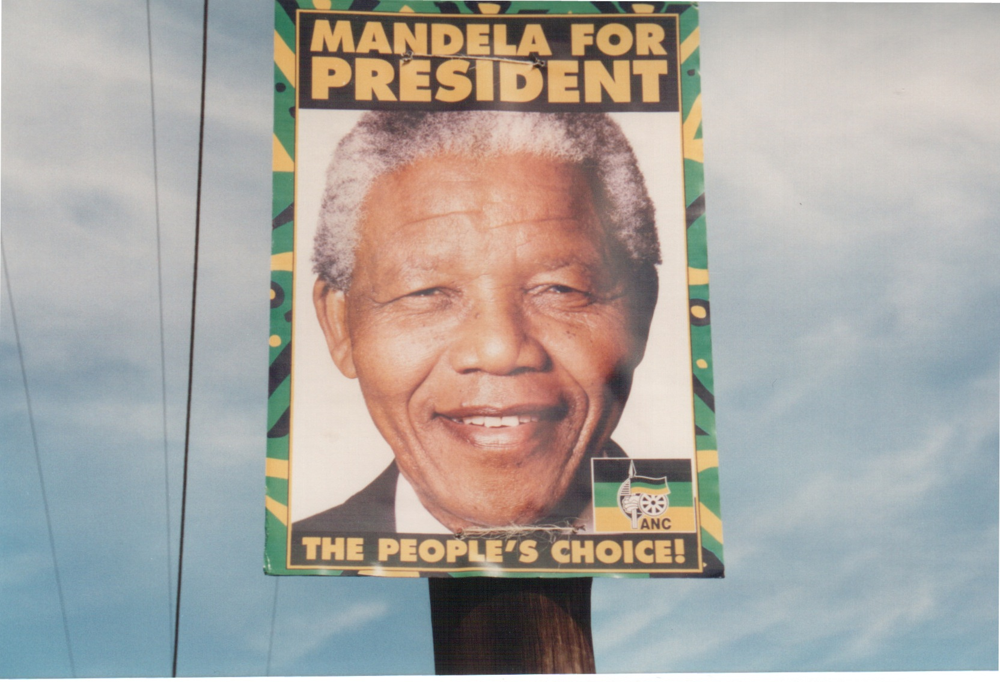 MANDELA FOR
PRESIDENT
ANC
THE PEOPLE'S CHOICE!